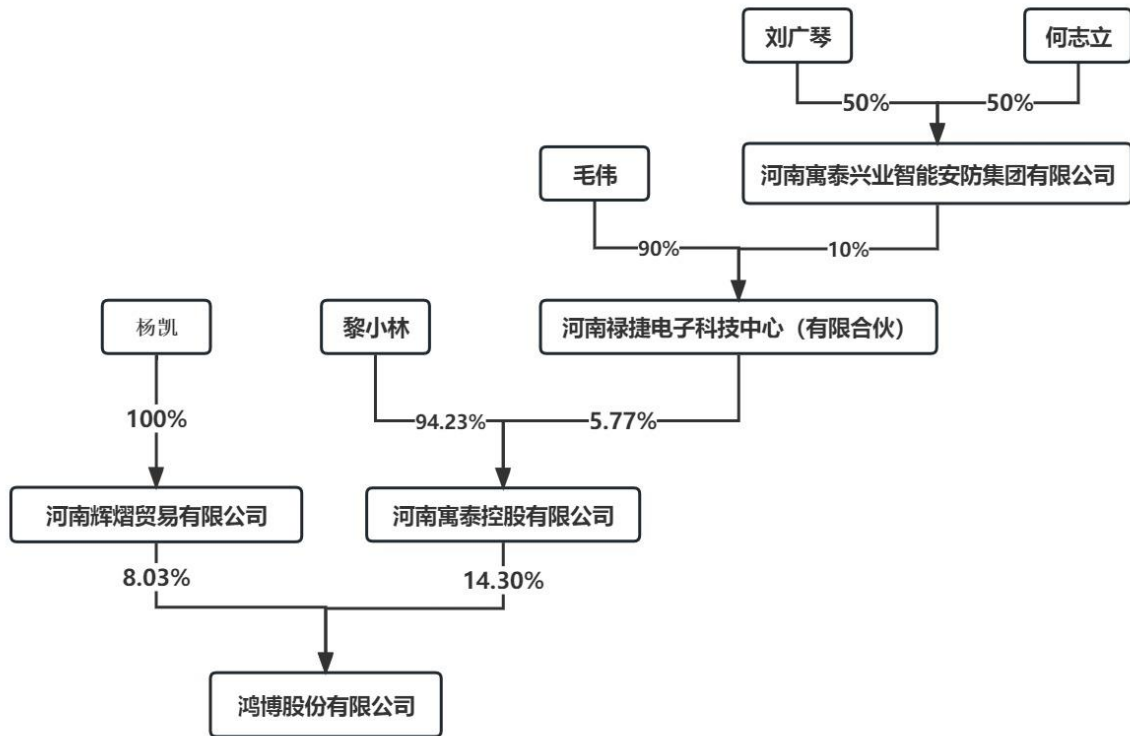 刘广琴
何志立
50%
50%
毛伟
河南寓泰兴业智能安防集团有限公司
90%
10%
杨凯
黎小林
河南禄捷电子科技中心（有限合伙）
100%
94.23%
5.77%
河南辉熠贸易有限公司
河南寓泰控股有限公司
8.03%
14.30%
鸿博股份有限公司